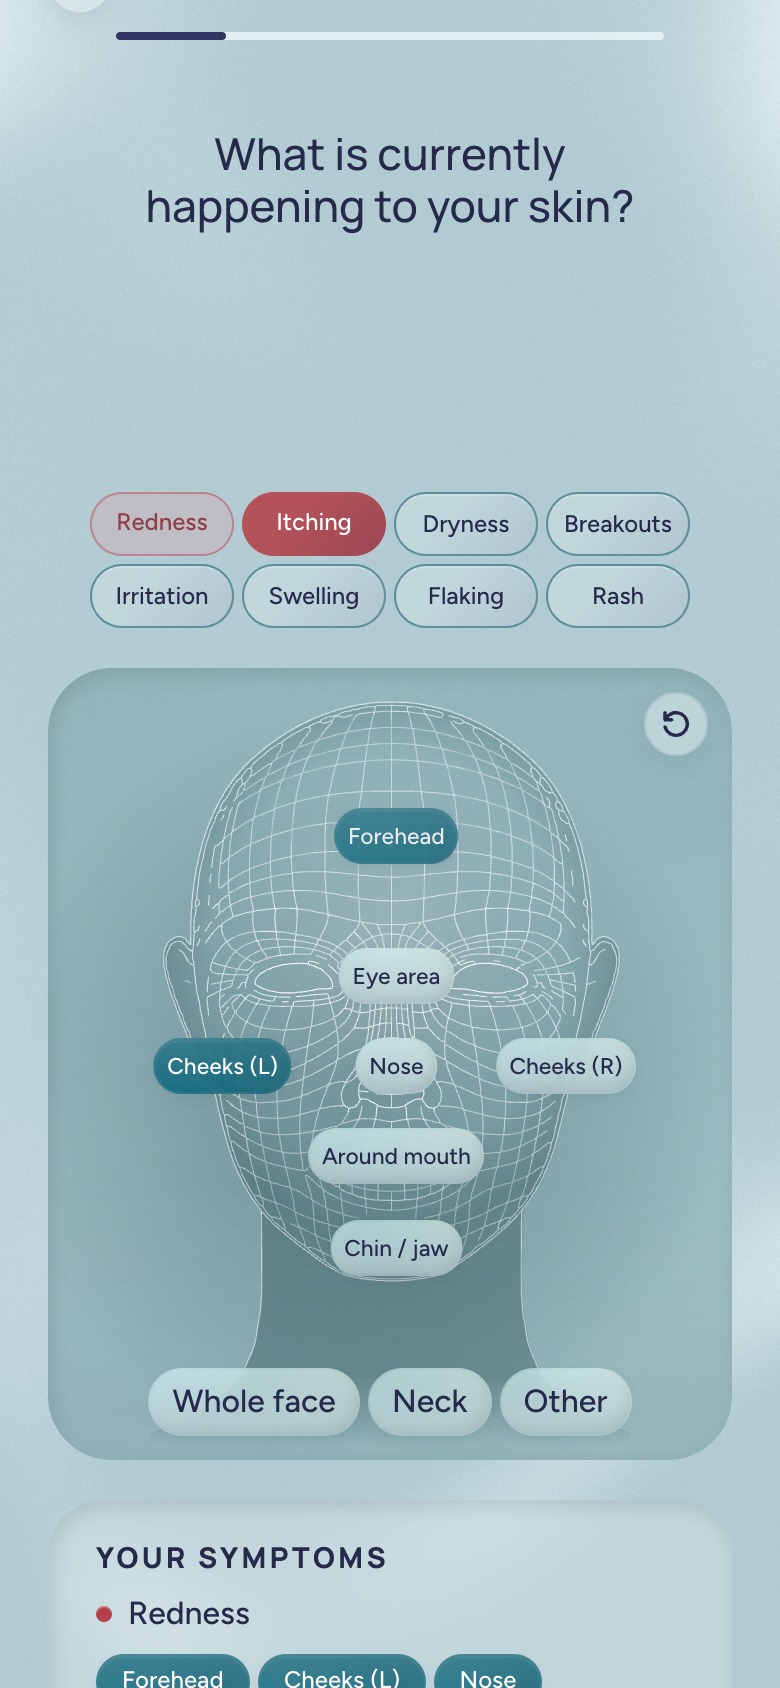 What is currently
happening to your skin?
Redness Itching Dryness Breakouts
Irritation Swelling Flaking Rash
Forehead
Eye area
Cheeks (L) Nose Cheeks (R)
Around mouth
Chin / jaw
Whole face Neck Other
YOUR SYMPTOMS
Redness
Forehead Cheeks (L) Nose